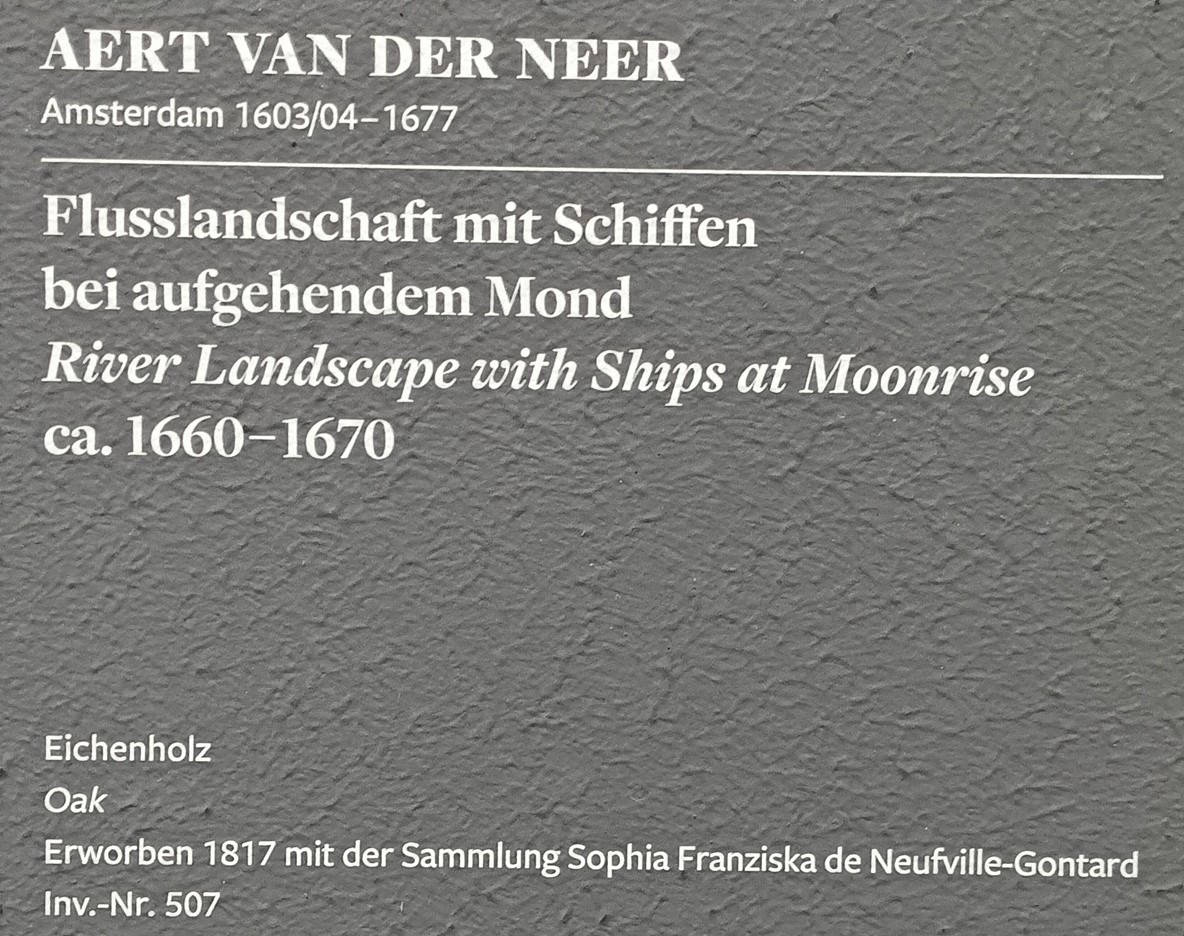 AERT VAN DER NEER
Amsterdam 1603/04–1677
Flusslandschaft mit Schiffen
bei aufgehendem Mond
River Landscape with Ships at Moonrise
ca. 1660–1670
Eichenholz
Oak
Erworben 1817 mit der Sammlung Sophia Franziska de Neufville-Gontard
Inv.-Nr. 507